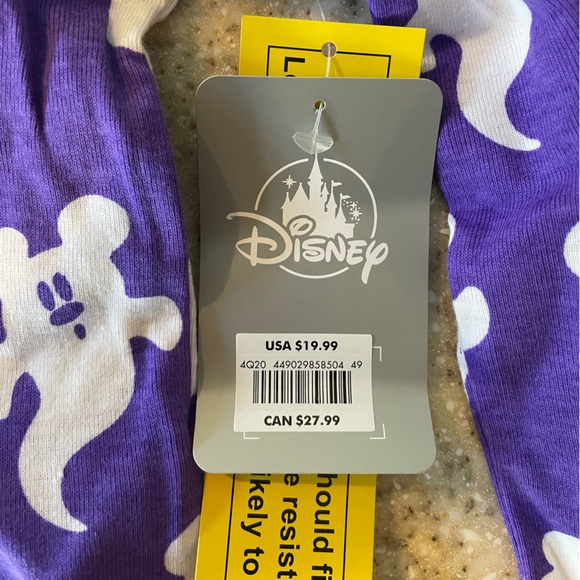 Disney
USA $19.99
4Q20 449029858504 49
CAN $27.99
hould fi
e resist
ikely to